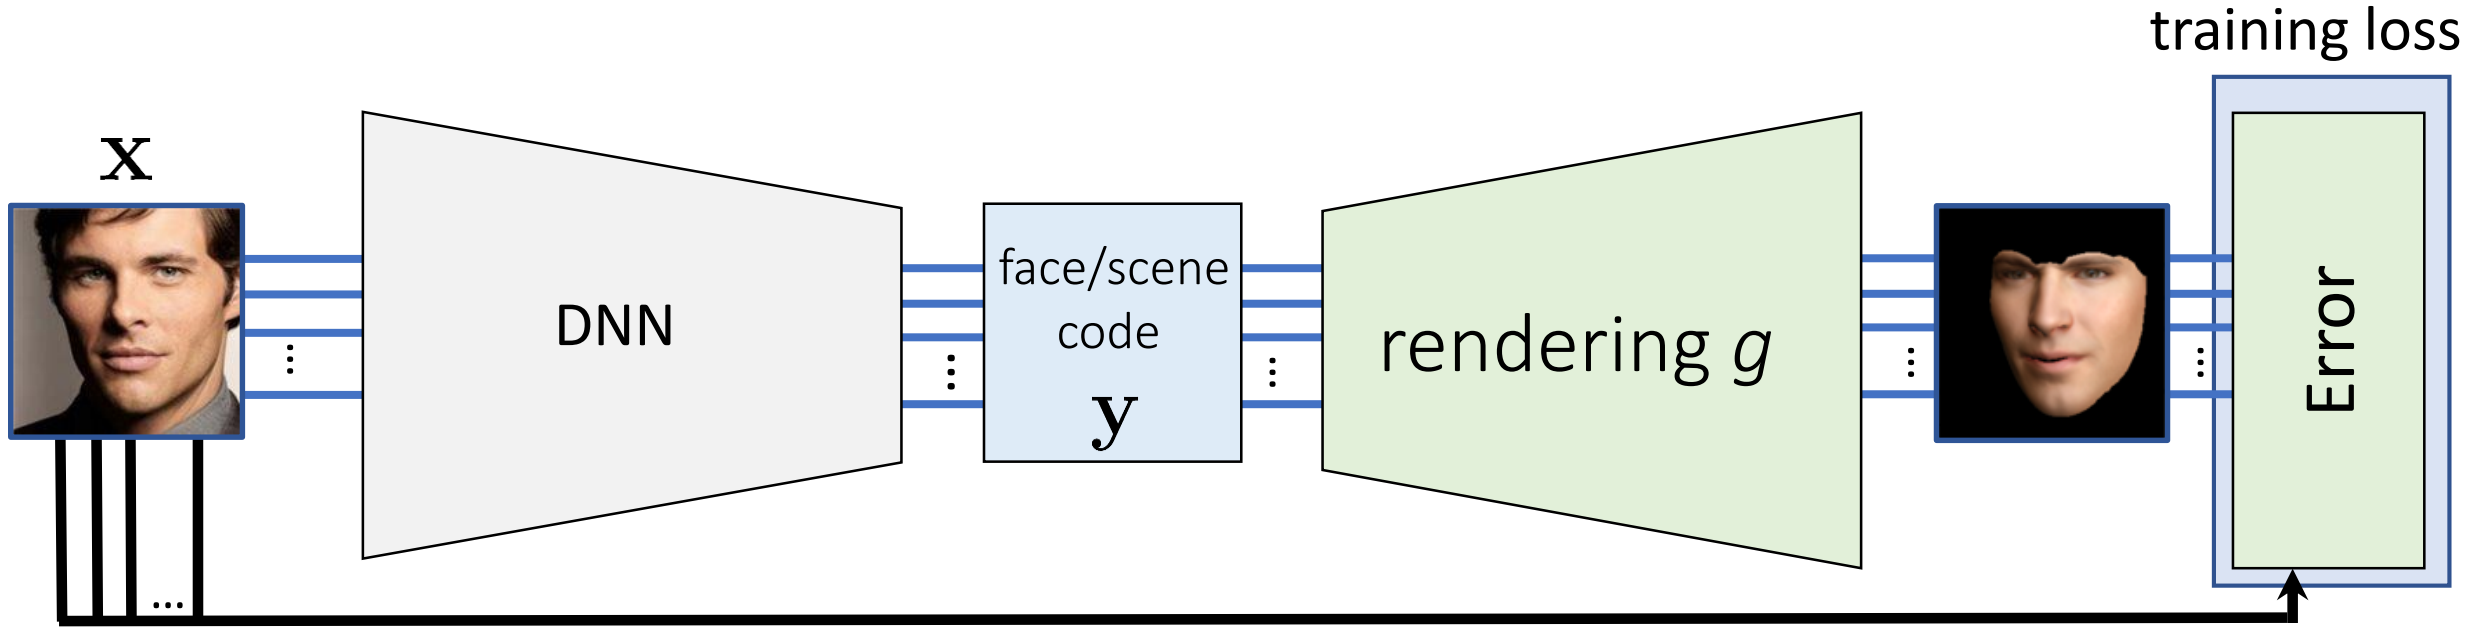 training loss
x
DNN
face/scene
code
y
rendering g
Error
...
...
...
...
...
...